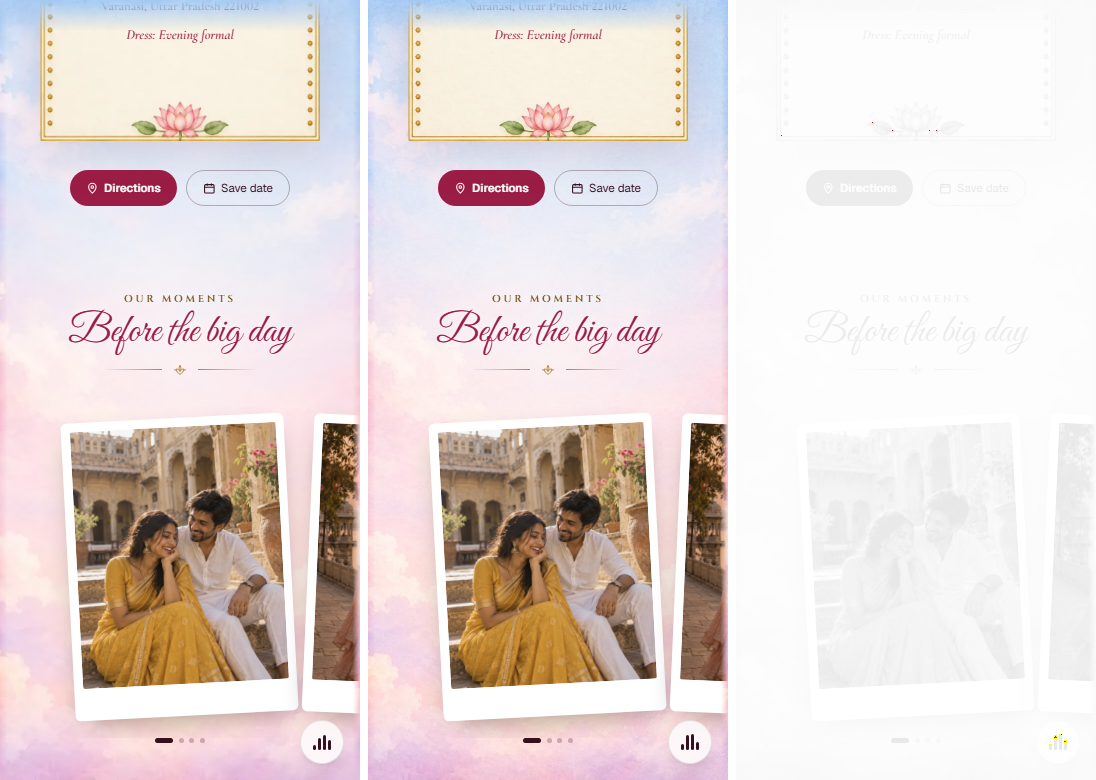 Varanasi, Uttar Pradesh 221002
Dress: Evening formal
Directions
Save date
OUR MOMENTS
Before the big day
Varanasi, Uttar Pradesh 221002
Dress: Evening formal
Directions
Save date
OUR MOMENTS
Before the big day
Dress: Evening formal
Directions
Save date
OUR MOMENTS
Before the big day